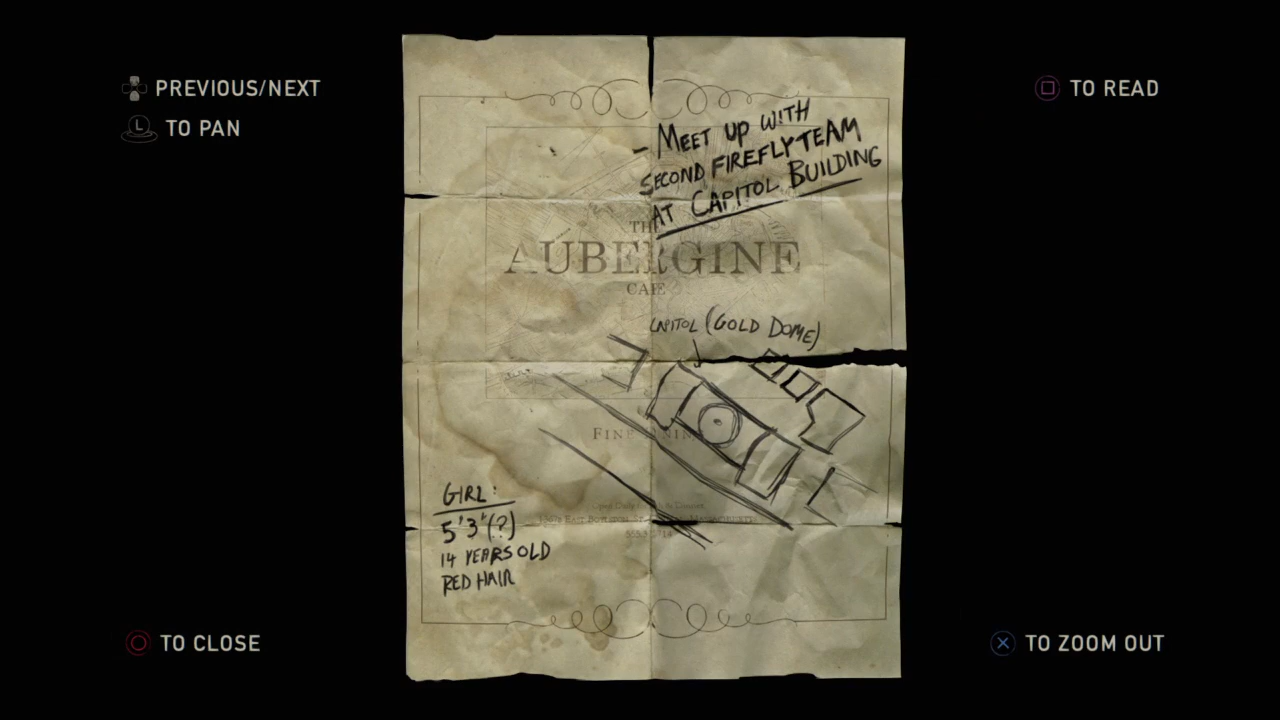 PREVIOUS/NEXT
TO PAN
TO READ
- MEET UP WITH
SECOND FIREFLY TEAM
AT CAPITOL BUILDING
THE
AUBERGINE
CAFE
CAPITOL (GOLD DOME)
FINE DINING
GIRL:
5'3"(?)
14 YEARS OLD
RED HAIR
TO CLOSE
L
TO ZOOM OUT